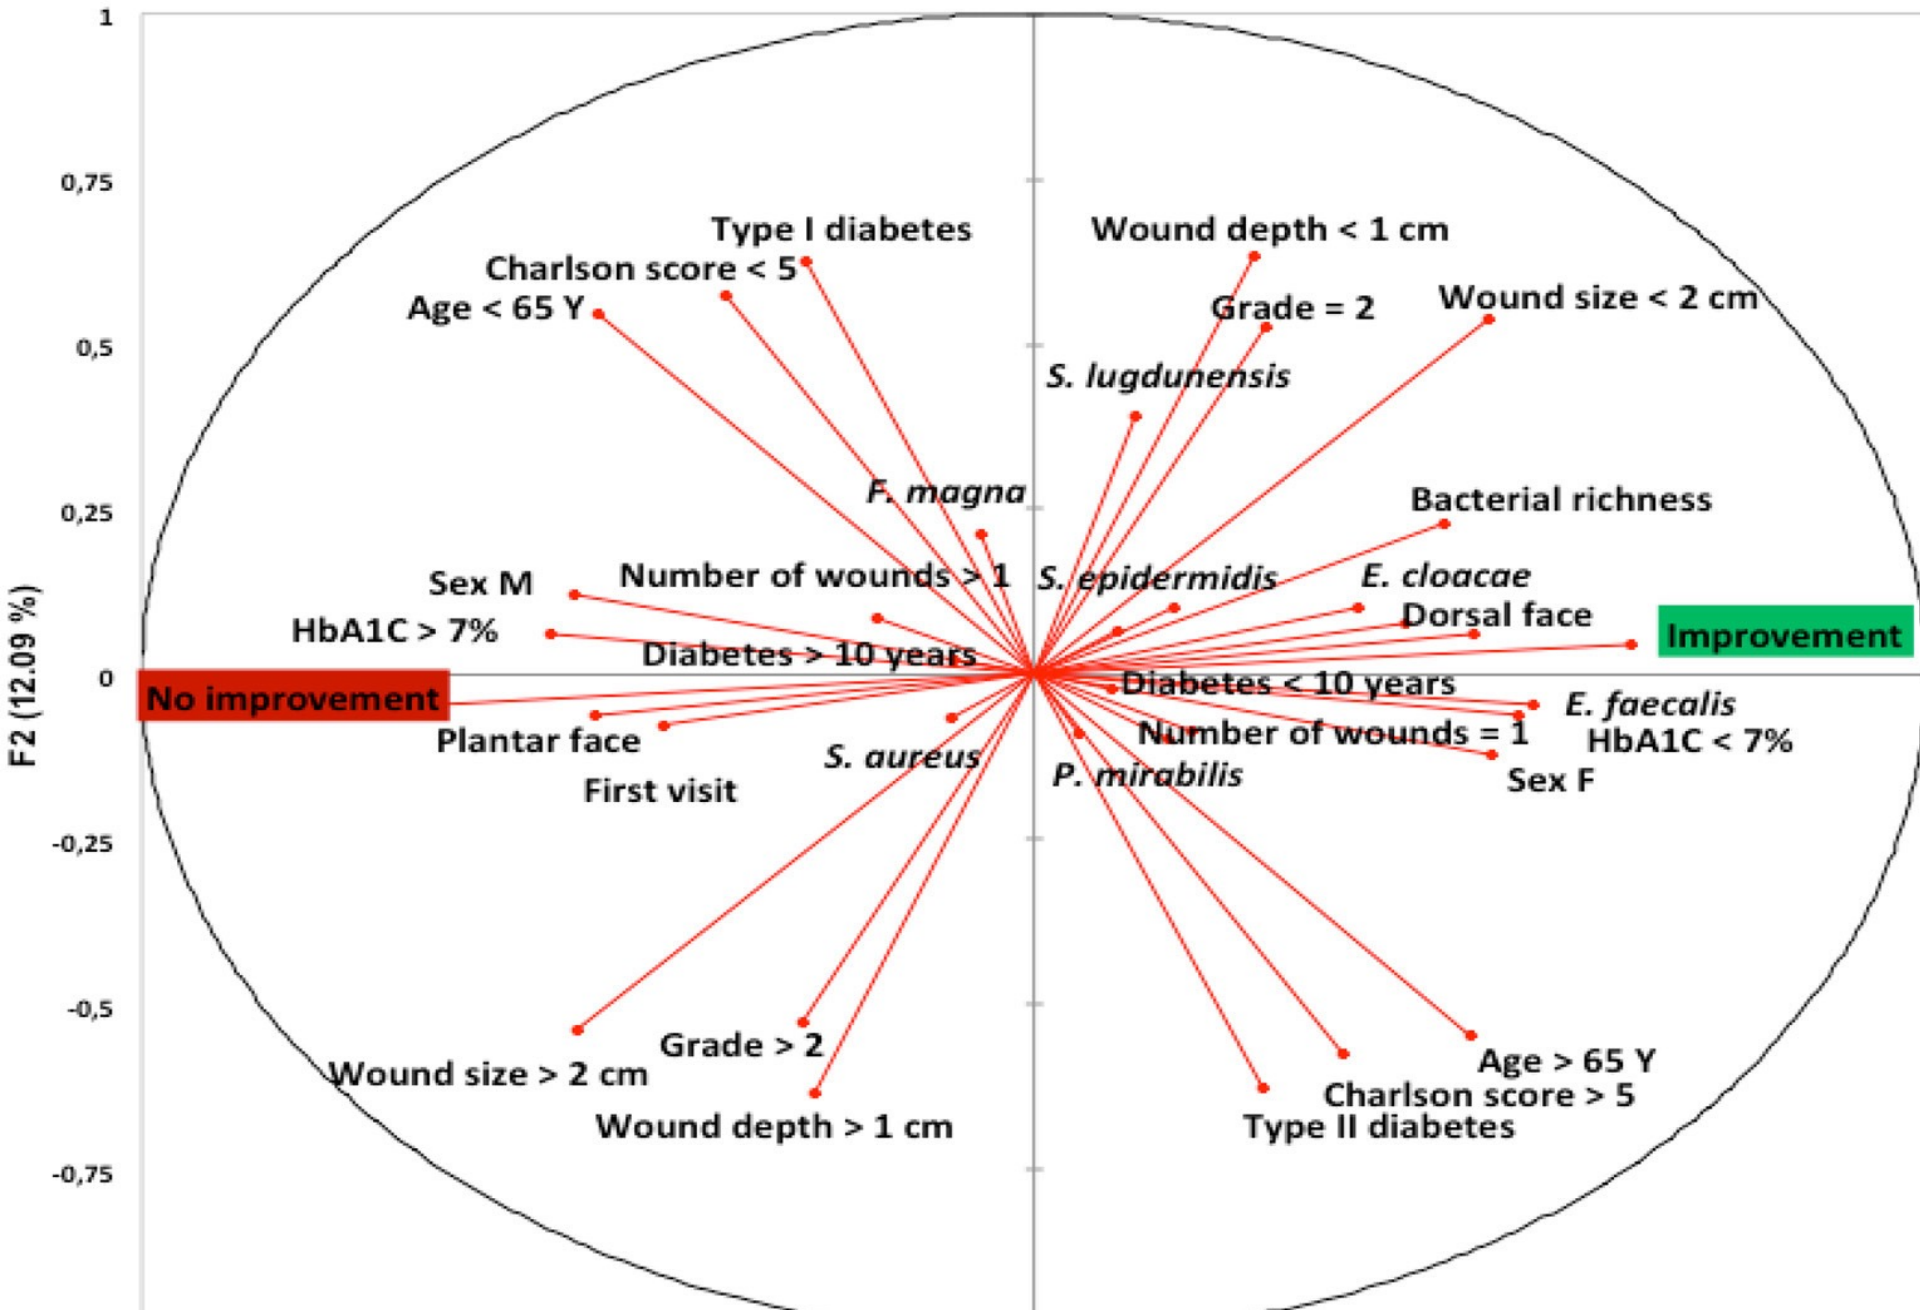 1
0,75
Type I diabetes
Wound depth < 1 cm
Charlson score < 5
Wound size < 2 cm
Age < 65 Y
Grade = 2
0,5
S. lugdunensis
F. magna
Bacterial richness
0,25
Sex M
Number of wounds > 1
S. epidermidis
E. cloacae
Dorsal face
HbA1C > 7%
Improvement
Diabetes > 10 years
0
Diabetes < 10 years
No improvement
E. faecalis
F2 (12.09 %)
Plantar face
Number of wounds = 1
HbA1C < 7%
S. aureus
P. mirabilis
Sex F
First visit
-0,25
-0,5
Grade > 2
Age > 65 Y
Wound size > 2 cm
Charlson score > 5
Wound depth > 1 cm
Type II diabetes
-0,75